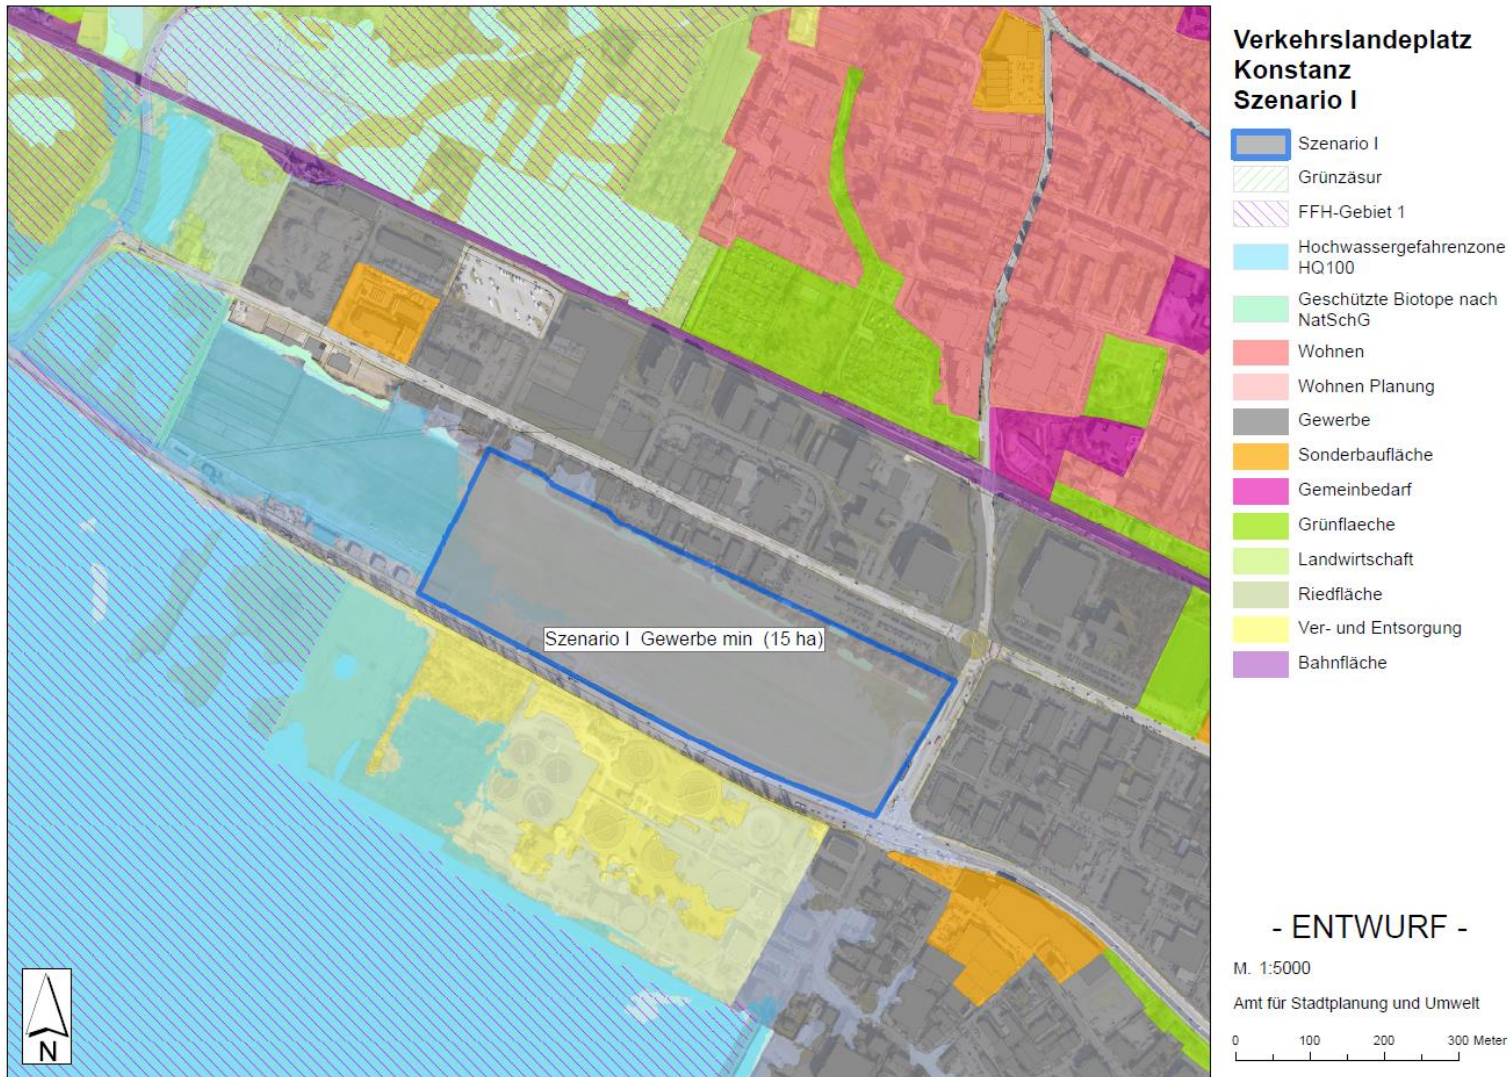 Verkehrslandeplatz
Konstanz
Szenario I
Szenario I
Grünzäsur
FFH-Gebiet 1
Hochwassergefahrenzone
HQ100
Geschützte Biotope nach
NatSchG
Wohnen
Wohnen Planung
Gewerbe
Sonderbaufläche
Gemeinbedarf
Grünflaeche
Landwirtschaft
Riedfläche
Ver- und Entsorgung
Bahnfläche
Szenario I Gewerbe min (15 ha)
- ENTWURF -
M. 1:5000
Amt für Stadtplanung und Umwelt
0 100 200 300 Meter
N